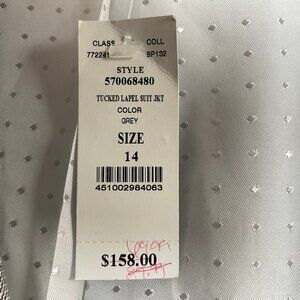 CLASS COLL
772241 SP132
STYLE
570068480
TUCKED LAPEL SUIT JKT
COLOR
GREY
SIZE
14
451002984063
$158.00